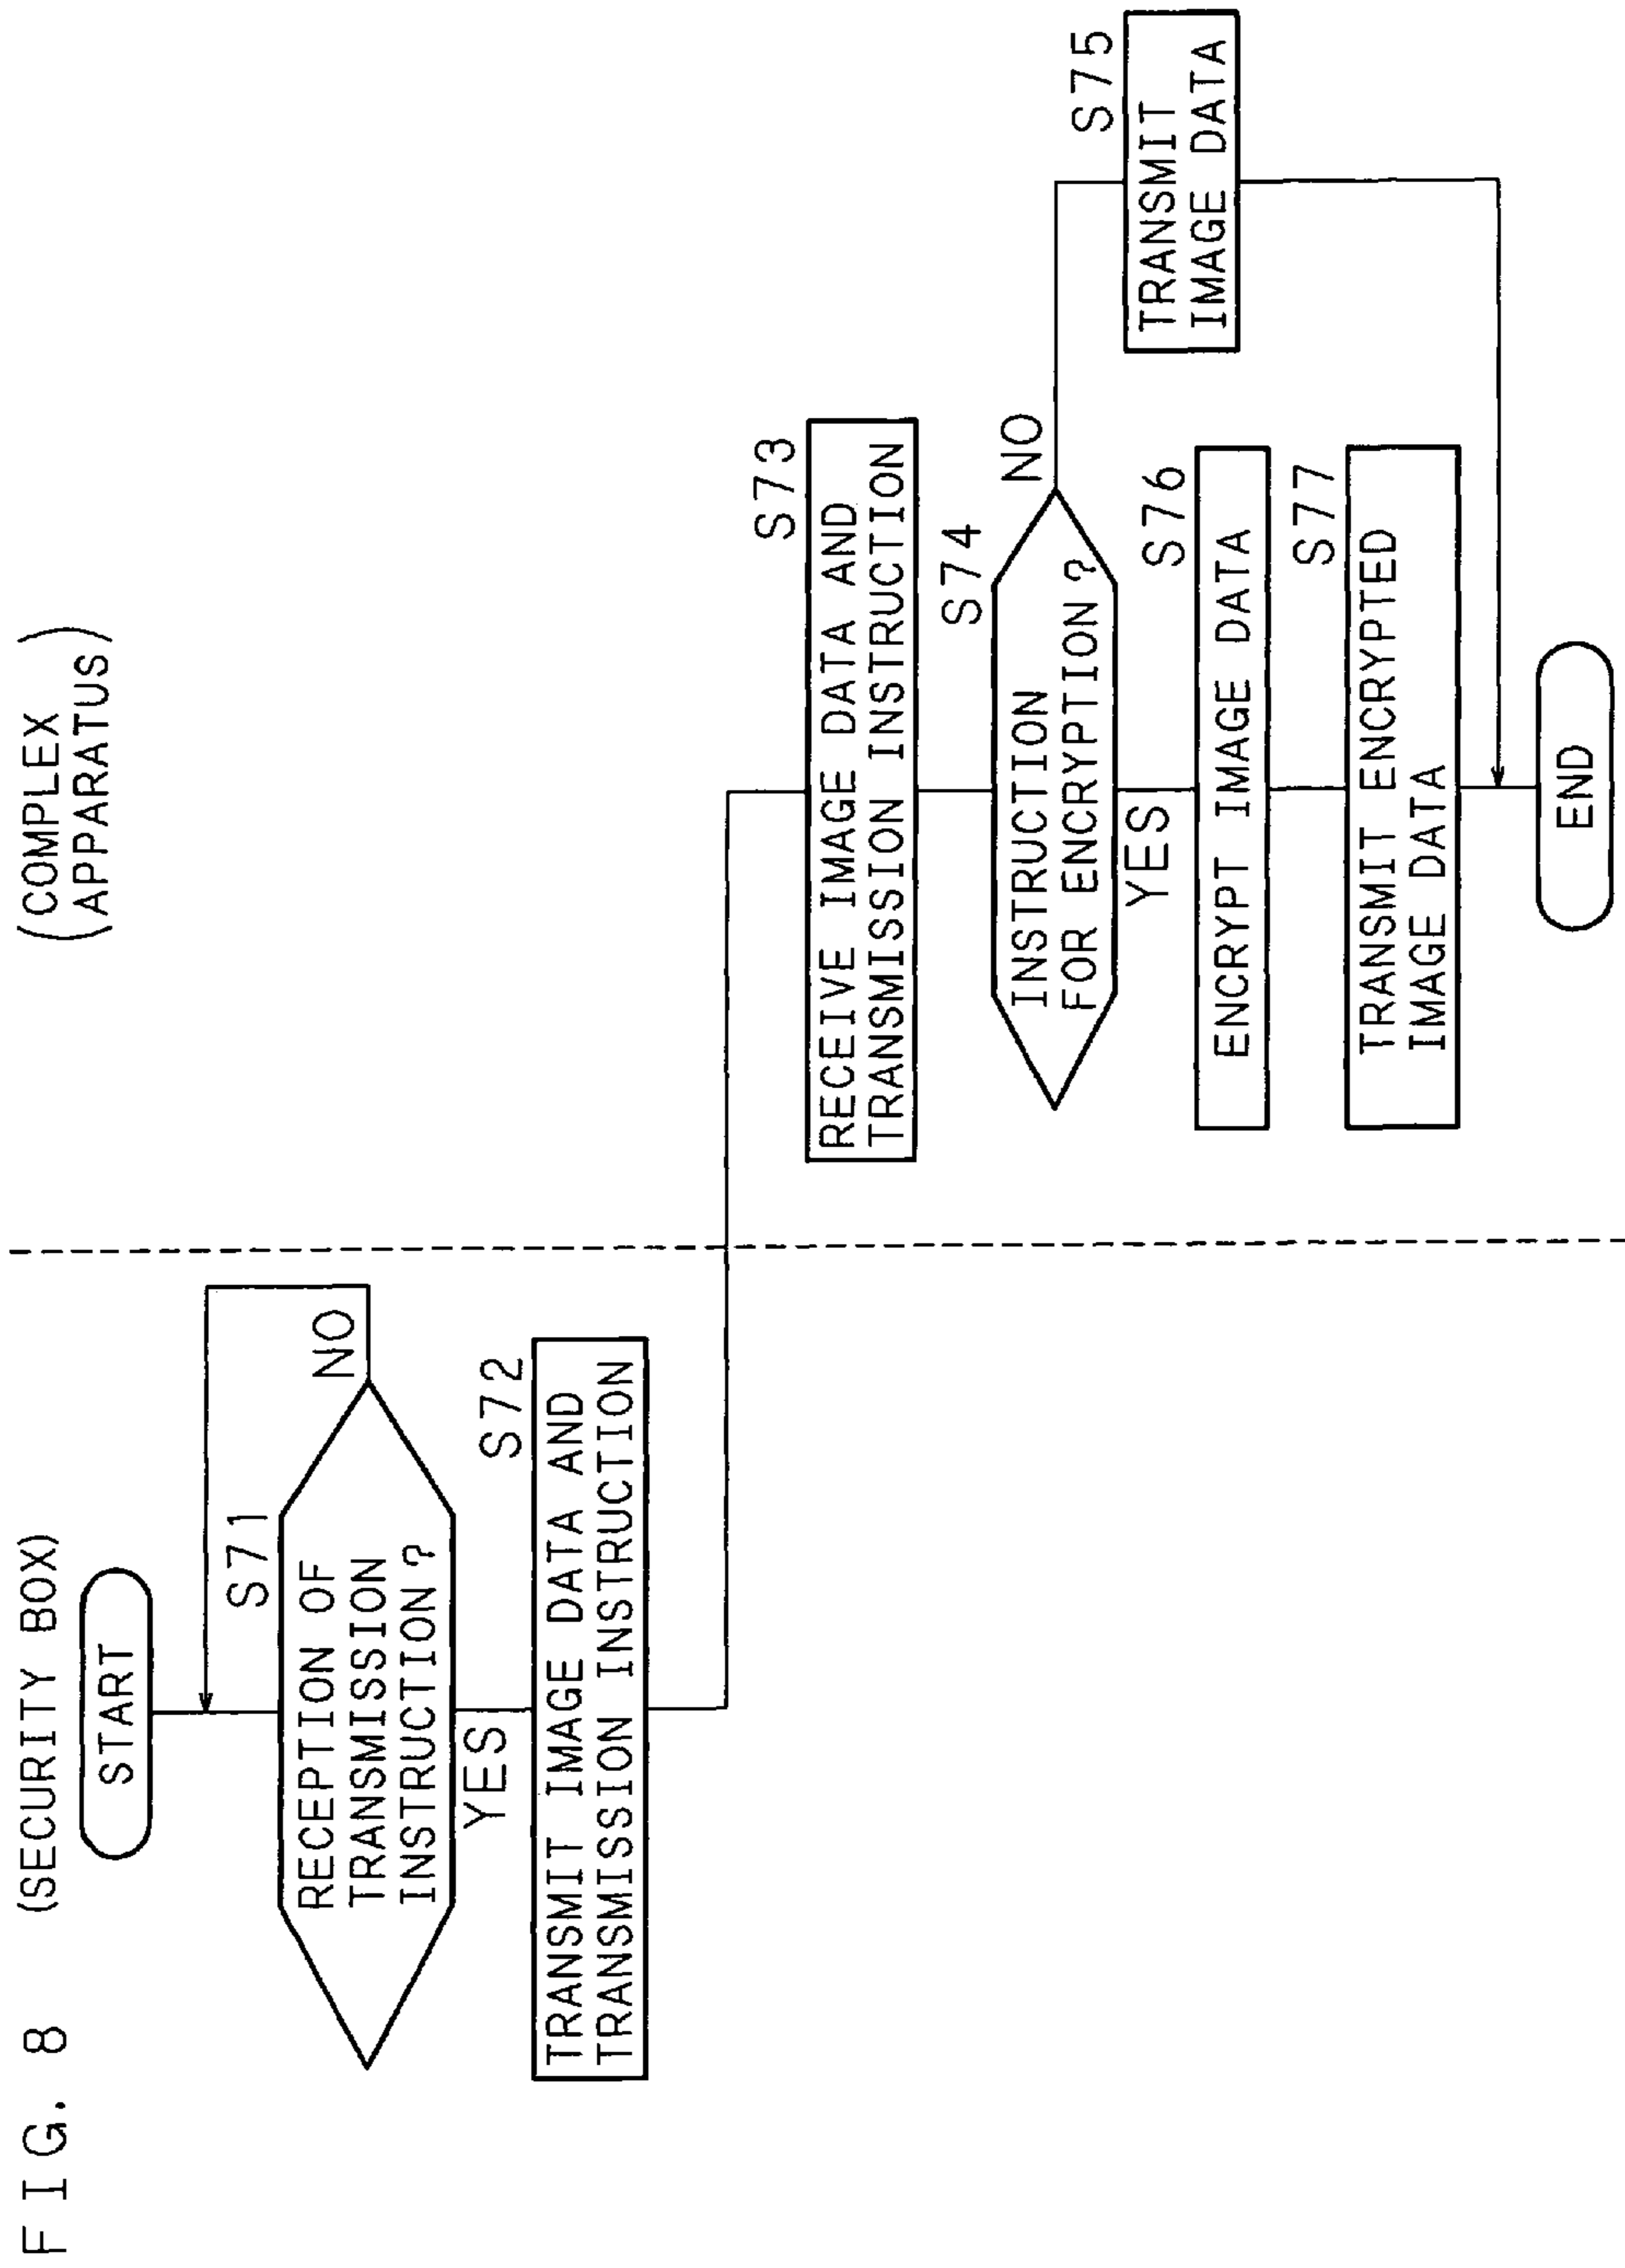 FIG. 8
(SECURITY BOX)
START
S71
RECEPTION OF
TRANSMISSION
INSTRUCTION ?
NO
YES
S72
TRANSMIT IMAGE DATA AND
TRANSMISSION INSTRUCTION
(COMPLEX
APPARATUS)
S73
RECEIVE IMAGE DATA AND
TRANSMISSION INSTRUCTION
S74
INSTRUCTION
FOR ENCRYPTION ?
NO
YES
S75
TRANSMIT
IMAGE DATA
S76
ENCRYPT IMAGE DATA
S77
TRANSMIT ENCRYPTED
IMAGE DATA
END